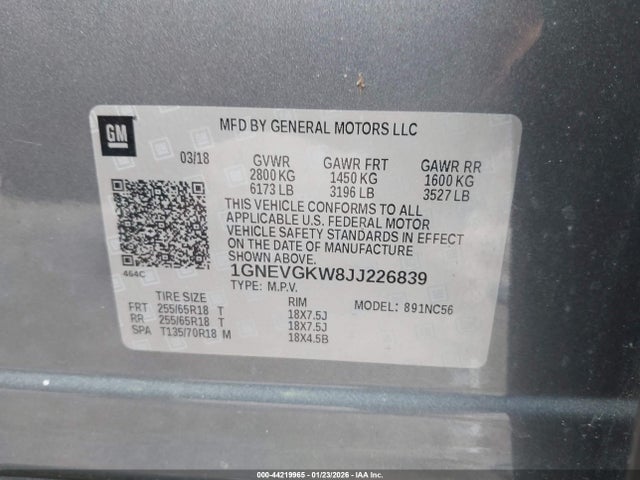 GM
MFD BY GENERAL MOTORS LLC
03/18 GVWR GAWR FRT GAWR RR
2800 KG 1450 KG 1600 KG
6173 LB 3196 LB 3527 LB
THIS VEHICLE CONFORMS TO ALL
APPLICABLE U.S. FEDERAL MOTOR
VEHICLE SAFETY STANDARDS IN EFFECT
ON THE DATE OF MANUFACTURE
SHOWN ABOVE.
464C 1GNEVGKW8JJ226839
TYPE: M.P.V.
TIRE SIZE RIM MODEL: 891NC56
FRT 255/65R18 T 18X7.5J
RR 255/65R18 T 18X7.5J
SPA T135/70R18 M 18X4.5B
000-44219965 - 01/23/2026 - IAA Inc.